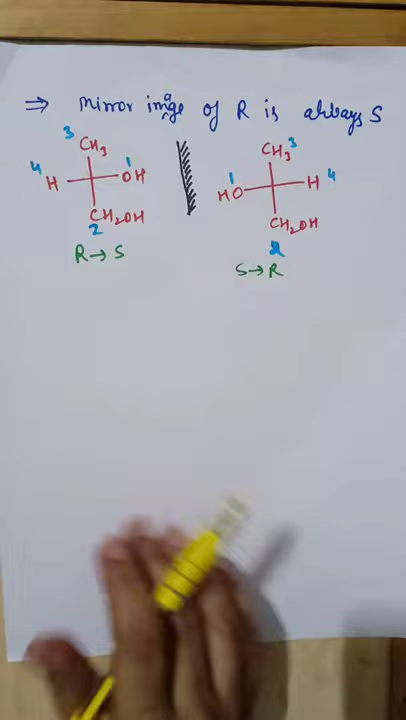 ⇒ Mirror image of R is always S
3 CH3 CH3 3
4 H 1 OH 1 HO H 4
CH2OH CH2OH
2 2
R→S S→R